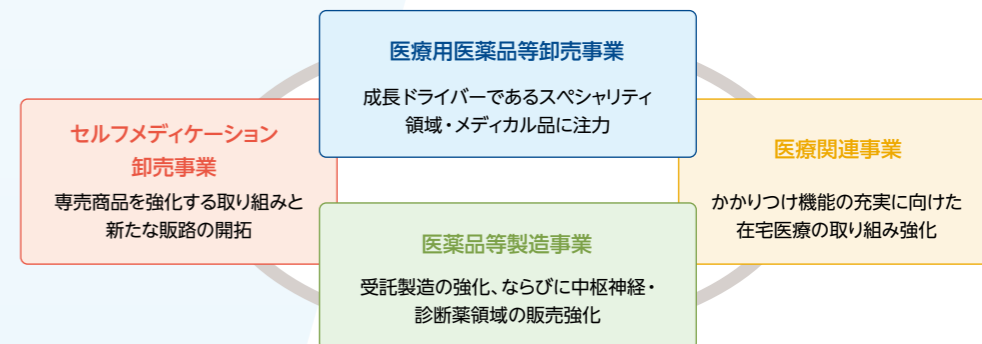 医療用医薬品等卸売事業
成長ドライバーであるスペシャリティ
領域・メディカル品に注力
セルフメディケーション
卸売事業
専売商品を強化する取り組みと
新たな販路の開拓
医療関連事業
かかりつけ機能の充実に向けた
在宅医療の取り組み強化
医薬品等製造事業
受託製造の強化、ならびに中枢神経・
診断薬領域の販売強化